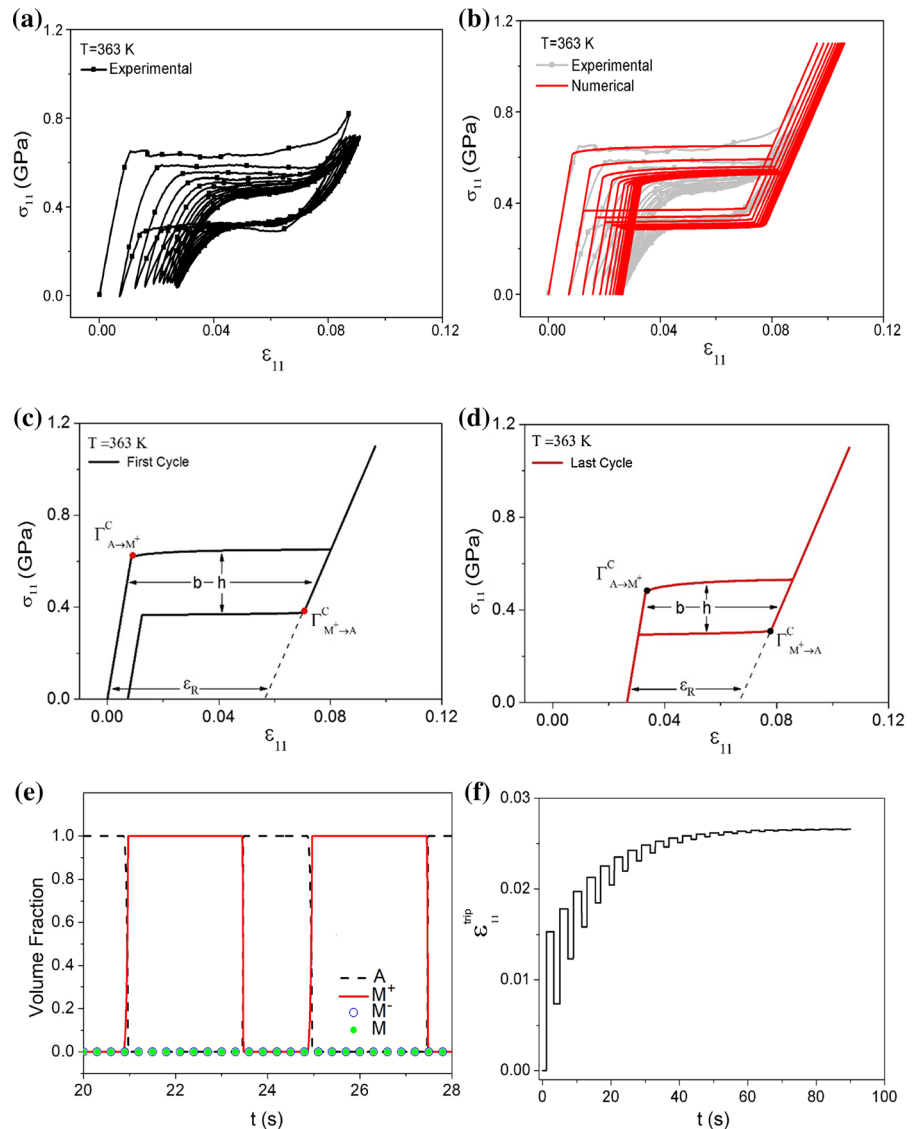 (a)
1.2
T=363 K
Experimental
0.8
σ11 (GPa)
0.4
0.0
0.00 0.04 0.08 0.12
ε11
(b)
1.2
T=363 K
Experimental
Numerical
0.8
σ11 (GPa)
0.4
0.0
0.00 0.04 0.08 0.12
ε11
(c)
1.2
T =363 K
First Cycle
0.8
Γ^C_A→M+
σ11 (GPa)
b h
0.4
Γ^C_M+→A
εR
0.0
0.00 0.04 0.08 0.12
ε11
(d)
1.2
T =363 K
Last Cycle
0.8
Γ^C_A→M+
σ11 (GPa)
b h
0.4
Γ^C_M+→A
εR
0.0
0.00 0.04 0.08 0.12
ε11
(e)
1.0
0.8
Volume Fraction
0.6
0.4
A
M+
0.2
M-
M
0.0
20 22 24 26 28
t (s)
(f)
0.03
0.02
ε11^trip
0.01
0.00
0 20 40 60 80 100
t (s)